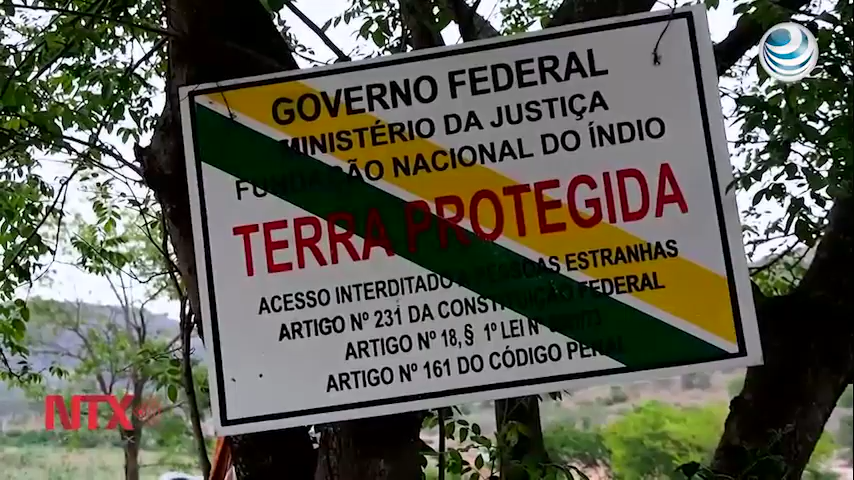 GOVERNO FEDERAL
MINISTÉRIO DA JUSTIÇA
FUNDAÇÃO NACIONAL DO ÍNDIO
TERRA PROTEGIDA
ACESSO INTERDITADO A PESSOAS ESTRANHAS
ARTIGO Nº 231 DA CONSTITUIÇÃO FEDERAL
ARTIGO Nº 18,§ 1º LEI Nº
ARTIGO Nº 161 DO CÓDIGO PENAL
NTX